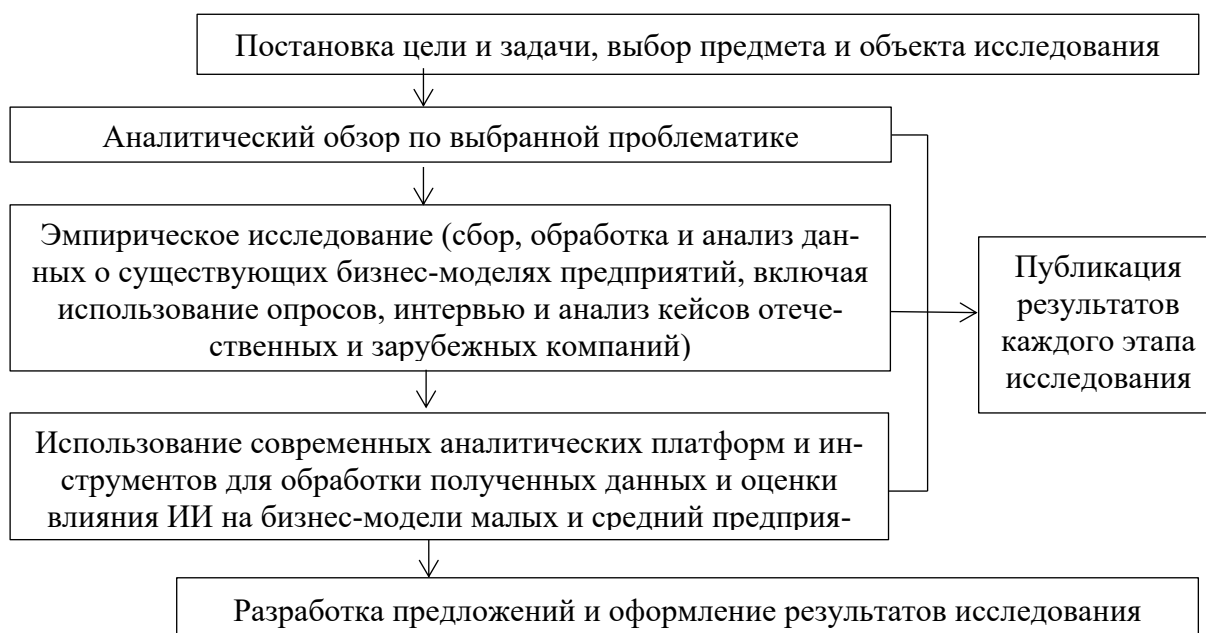 Постановка цели и задачи, выбор предмета и объекта исследования
Аналитический обзор по выбранной проблематике
Эмпирическое исследование (сбор, обработка и анализ дан-
ных о существующих бизнес-моделях предприятий, включая
использование опросов, интервью и анализ кейсов отече-
ственных и зарубежных компаний)
Публикация
результатов
каждого этапа
исследования
Использование современных аналитических платформ и ин-
струментов для обработки полученных данных и оценки
влияния ИИ на бизнес-модели малых и средний предприя-
Разработка предложений и оформление результатов исследования